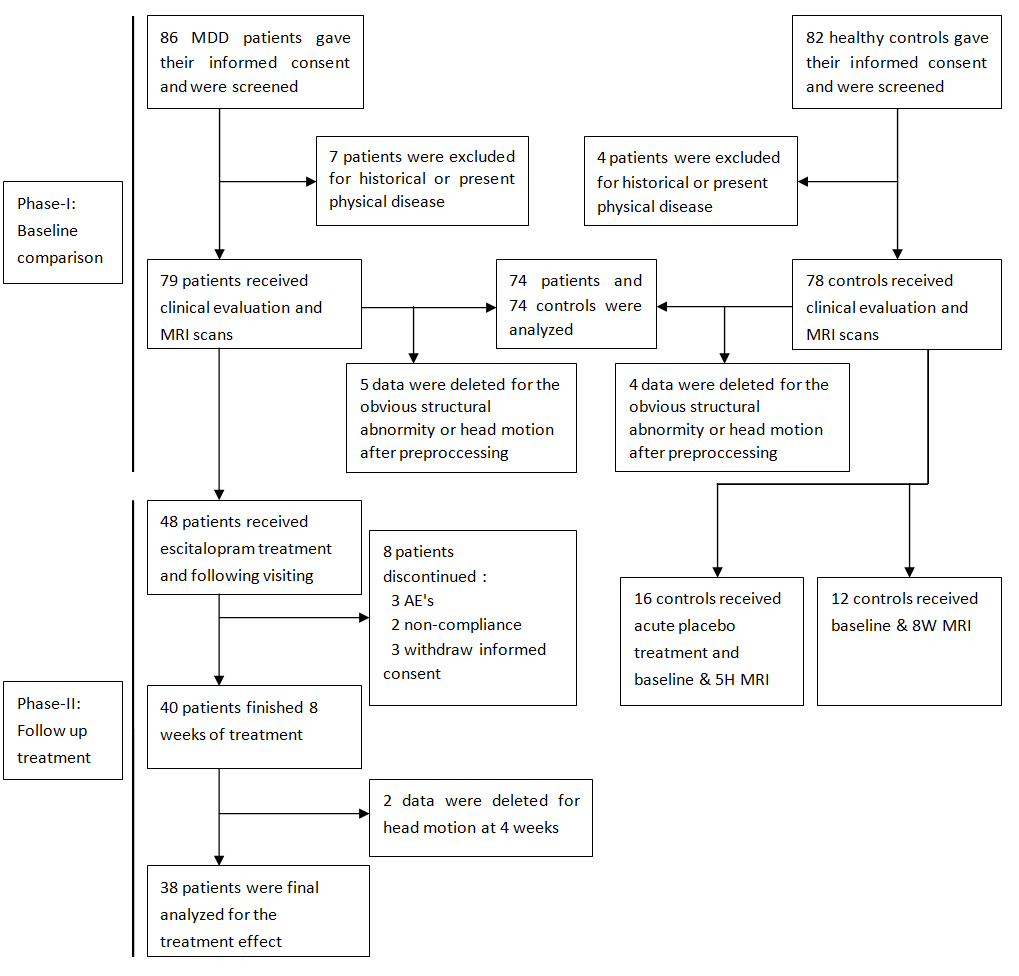 86 MDD patients gave
their informed consent
and were screened
82 healthy controls gave
their informed consent
and were screened
7 patients were excluded
for historical or present
physical disease
4 patients were excluded
for historical or present
physical disease
Phase-I:
Baseline
comparison
79 patients received
clinical evaluation and
MRI scans
74 patients and
74 controls were
analyzed
78 controls received
clinical evaluation and
MRI scans
5 data were deleted for the
obvious structural
abnormity or head motion
after preproccessing
4 data were deleted for the
obvious structural
abnormity or head motion
after preproccessing
48 patients received
escitalopram treatment
and following visiting
8 patients
discontinued :
3 AE's
2 non-compliance
3 withdraw informed
consent
16 controls received
acute placebo
treatment and
baseline & 5H MRI
12 controls received
baseline & 8W MRI
Phase-II:
Follow up
treatment
40 patients finished 8
weeks of treatment
2 data were deleted for
head motion at 4 weeks
38 patients were final
analyzed for the
treatment effect